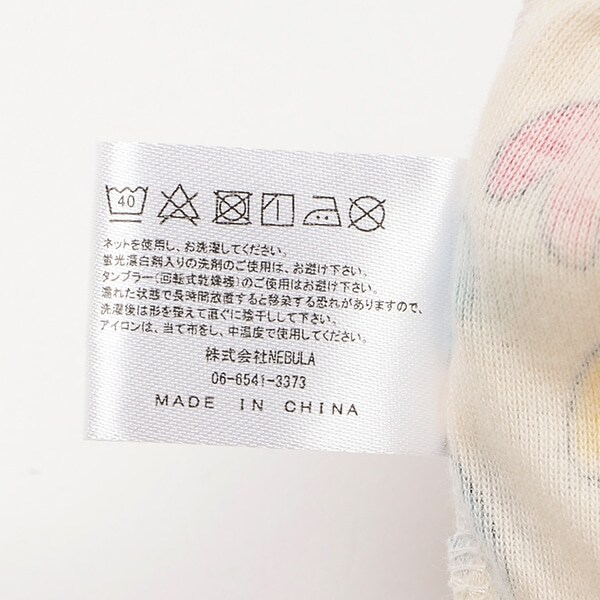 40
ネットを使用し、お洗濯してください。
蛍光漂白剤入りの洗剤のご使用は、お避け下さい。
タンブラー(回転式乾燥機)のご使用はお避け下さい。
濡れた状態で長時間放置すると移染する恐れがありますので、
洗濯後は形を整えて直ぐに陰干しして下さい。
アイロンは、当て布をし、中温度で使用してください。
株式会社NEBULA
06-6541-3373
MADE IN CHINA